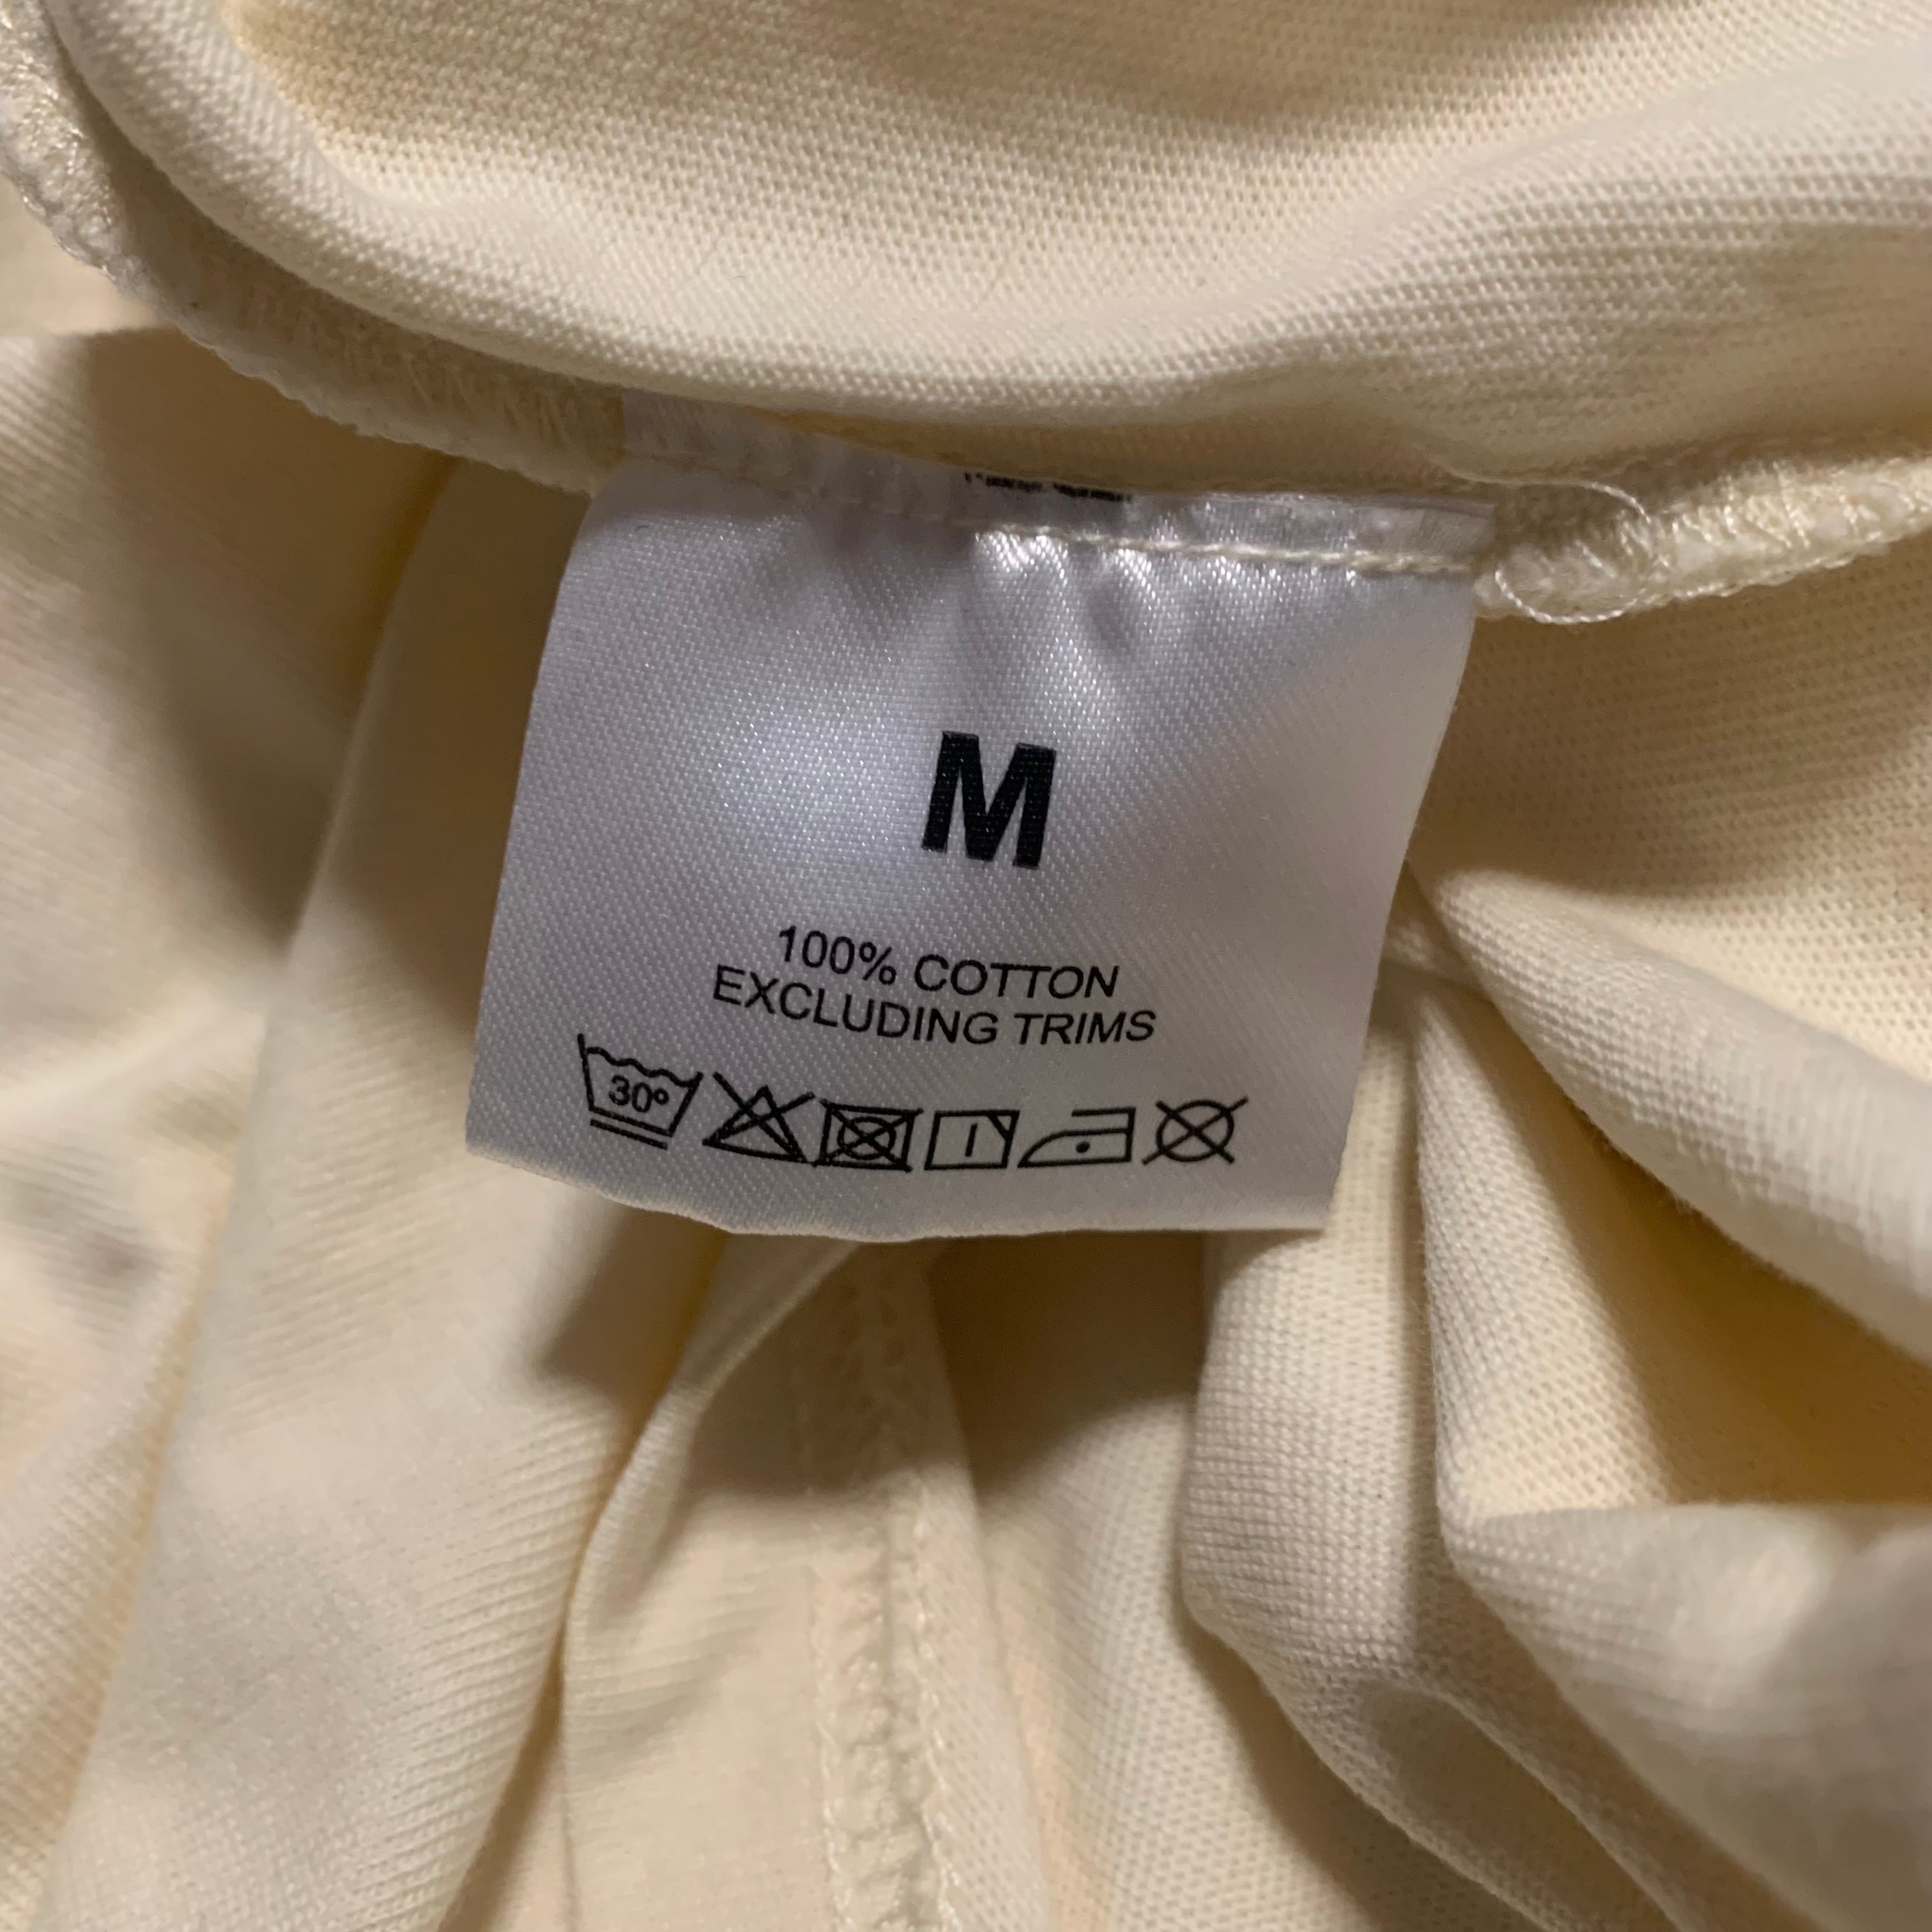 M
100% COTTON
EXCLUDING TRIMS
30°